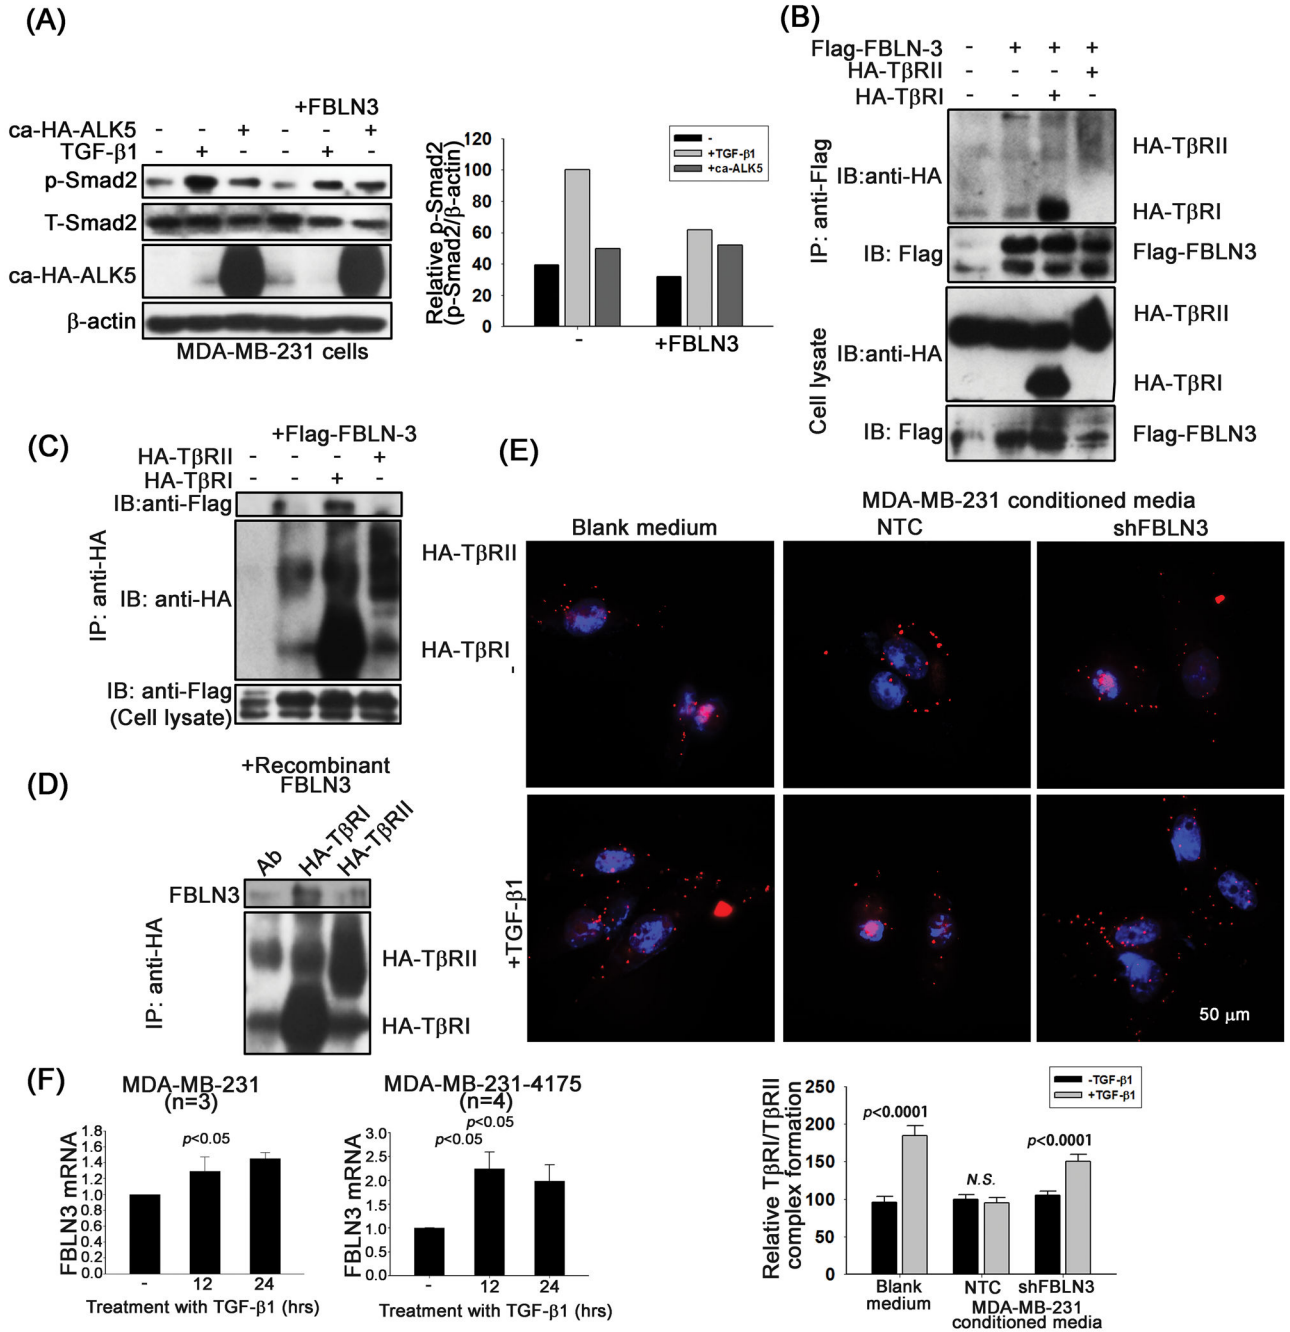 (A)
+FBLN3
ca-HA-ALK5 - - + - - +
TGF-β1 - + - - + -
p-Smad2
T-Smad2
ca-HA-ALK5
β-actin
MDA-MB-231 cells
Relative p-Smad2
(p-Smad2/β-actin)
120
100
80
60
40
20
0
-
+TGF-β1
+ca-ALK5
-
+FBLN3
(B)
Flag-FBLN-3 - + + +
HA-TβRII - - - +
HA-TβRI - - + -
IP: anti-Flag
IB:anti-HA
HA-TβRII
HA-TβRI
IB: Flag
Flag-FBLN3
Cell lysate
IB:anti-HA
HA-TβRII
HA-TβRI
IB: Flag
Flag-FBLN3
(C)
+Flag-FBLN-3
HA-TβRII - - - +
HA-TβRI - - + -
IB:anti-Flag
IP: anti-HA
IB: anti-HA
HA-TβRII
HA-TβRI
IB: anti-Flag
(Cell lysate)
(D)
+Recombinant
FBLN3
Ab
HA-TβRI
HA-TβRII
FBLN3
IP: anti-HA
HA-TβRII
HA-TβRI
(E)
MDA-MB-231 conditioned media
Blank medium
NTC
shFBLN3
-
+TGF-β1
50 μm
Relative TβRI/TβRII
complex formation
250
200
150
100
50
0
-TGF-β1
+TGF-β1
p<0.0001
N.S.
p<0.0001
Blank
medium
NTC shFBLN3
MDA-MB-231
conditioned media
(F)
MDA-MB-231
(n=3)
FBLN3 mRNA
1.8
1.6
1.4
1.2
1.0
0.8
0.6
0.4
0.2
0.0
p<0.05
- 12 24
Treatment with TGF-β1 (hrs)
MDA-MB-231-4175
(n=4)
FBLN3 mRNA
3.0
2.5
2.0
1.5
1.0
0.5
0.0
p<0.05
p<0.05
- 12 24
Treatment with TGF-β1 (hrs)